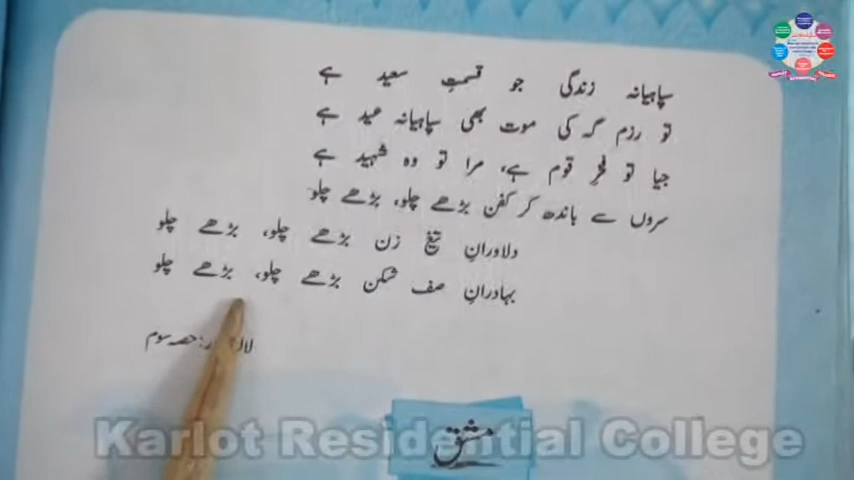 سپاہیانہ زندگی جو قسمتِ سعید ہے
تو رزم گہ کی موت بھی سپاہیانہ عید ہے
جیا تو فخرِ قوم ہے، مرا تو وہ شہید ہے
سروں سے باندھ کر کفن بڑھے چلو، بڑھے چلو
دلاورانِ تیغ زن بڑھے چلو، بڑھے چلو
بہادرانِ صف شکن بڑھے چلو، بڑھے چلو
حصہ سوم
مشق
Karlot Residential College